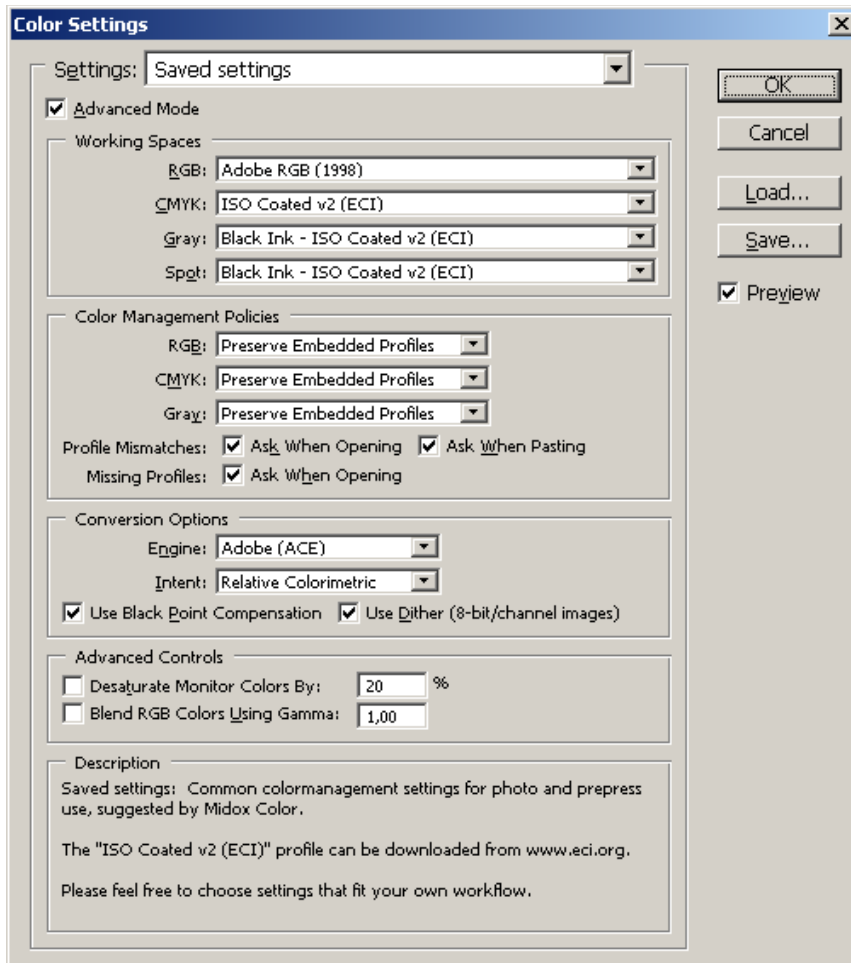 Color Settings
Settings: Saved settings
OK
Advanced Mode
Cancel
Working Spaces
RGB: Adobe RGB (1998)
Load...
CMYK: ISO Coated v2 (ECI)
Gray: Black Ink - ISO Coated v2 (ECI)
Save...
Spot: Black Ink - ISO Coated v2 (ECI)
Preview
Color Management Policies
RGB: Preserve Embedded Profiles
CMYK: Preserve Embedded Profiles
Gray: Preserve Embedded Profiles
Profile Mismatches: Ask When Opening Ask When Pasting
Missing Profiles: Ask When Opening
Conversion Options
Engine: Adobe (ACE)
Intent: Relative Colorimetric
Use Black Point Compensation Use Dither (8-bit/channel images)
Advanced Controls
Desaturate Monitor Colors By: 20 %
Blend RGB Colors Using Gamma: 1,00
Description
Saved settings: Common colormanagement settings for photo and prepress
use, suggested by Midox Color.
The "ISO Coated v2 (ECI)" profile can be downloaded from www.eci.org.
Please feel free to choose settings that fit your own workflow.